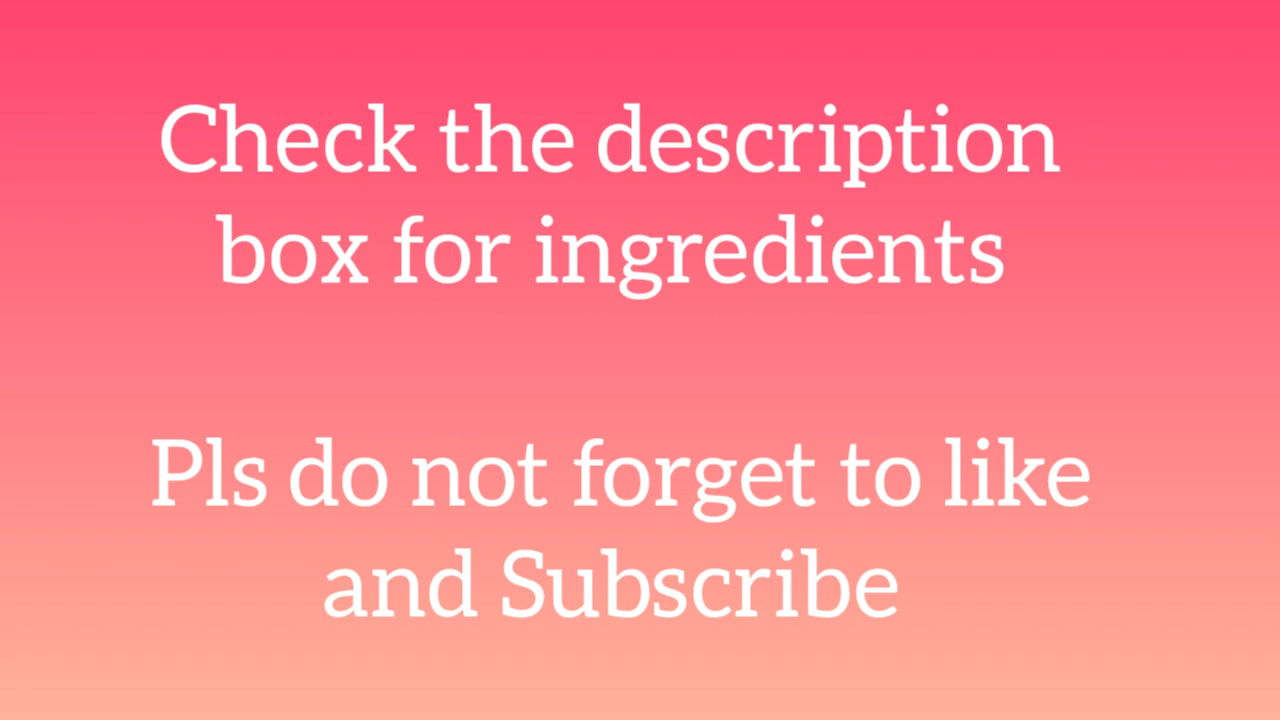 Check the description
box for ingredients
Pls do not forget to like
and Subscribe